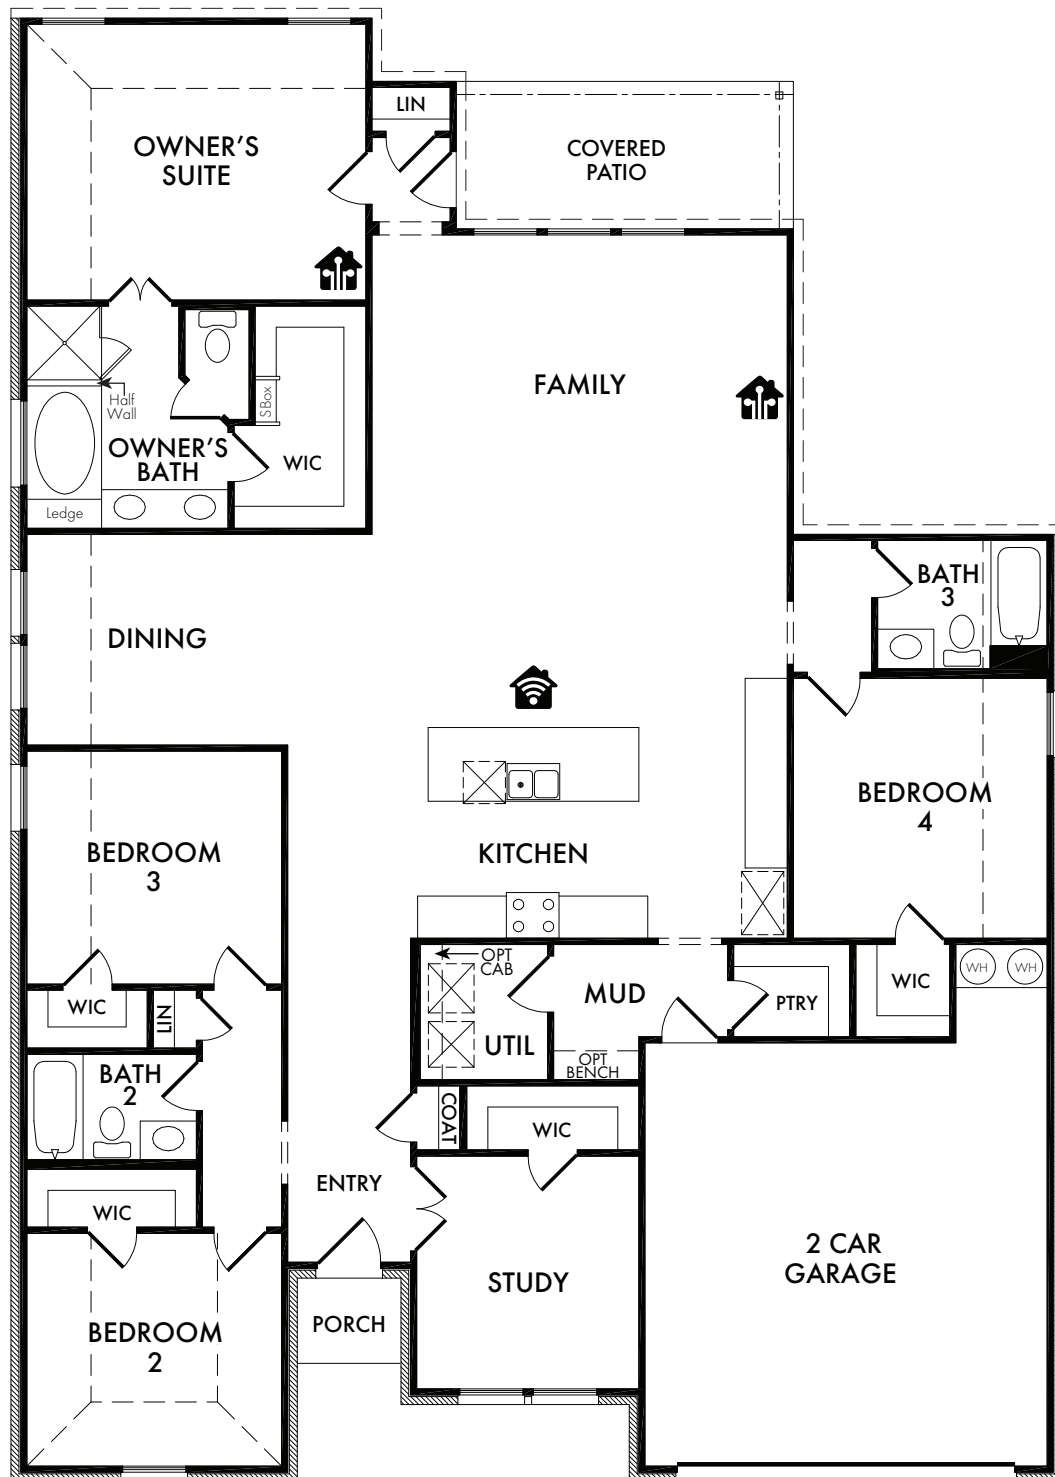 LIN
OWNER'S
SUITE
COVERED
PATIO
FAMILY
Half
Wall
S Box
OWNER'S
BATH
WIC
Ledge
BATH
3
DINING
BEDROOM
4
BEDROOM
3
KITCHEN
OPT
CAB
MUD
PTRY
WIC
WH
WH
WIC
LIN
UTIL
OPT
BENCH
BATH
2
COAT
WIC
ENTRY
WIC
2 CAR
GARAGE
STUDY
PORCH
BEDROOM
2